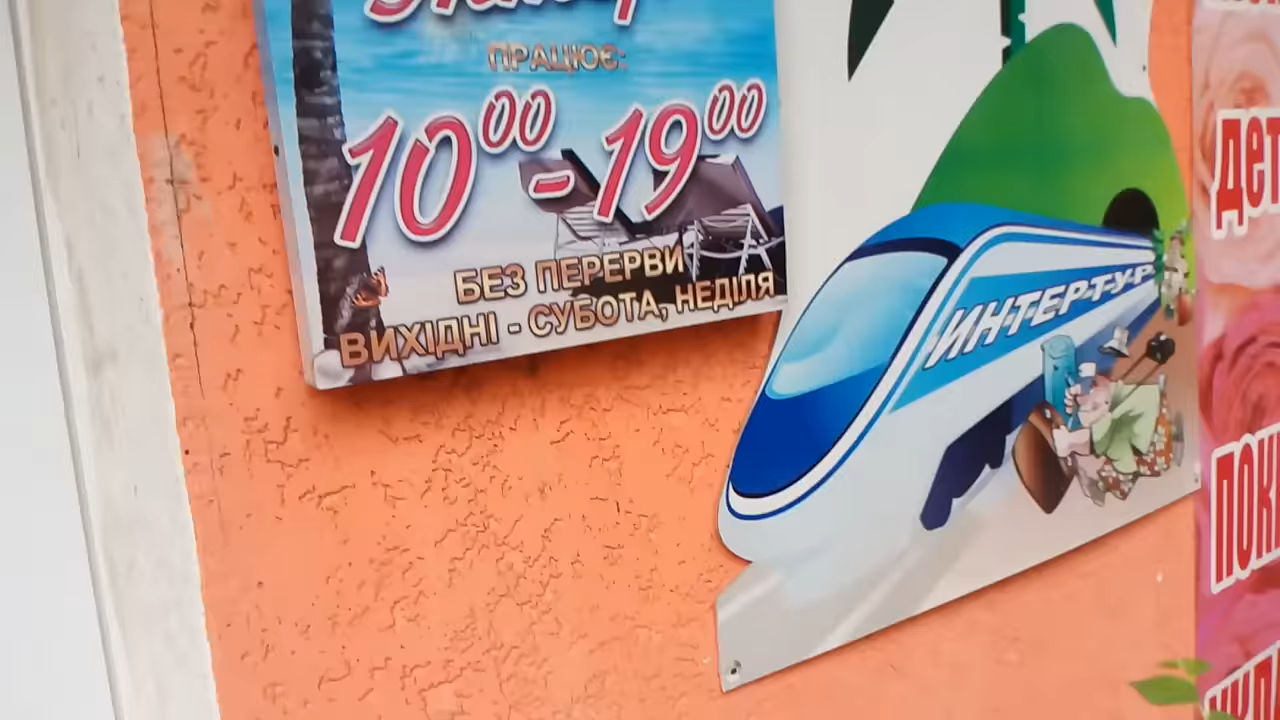 ПРАЦЮЄ:
10⁰⁰ - 19⁰⁰
БЕЗ ПЕРЕРВИ
ВИХІДНІ - СУБОТА, НЕДІЛЯ
ИНТЕРТУР